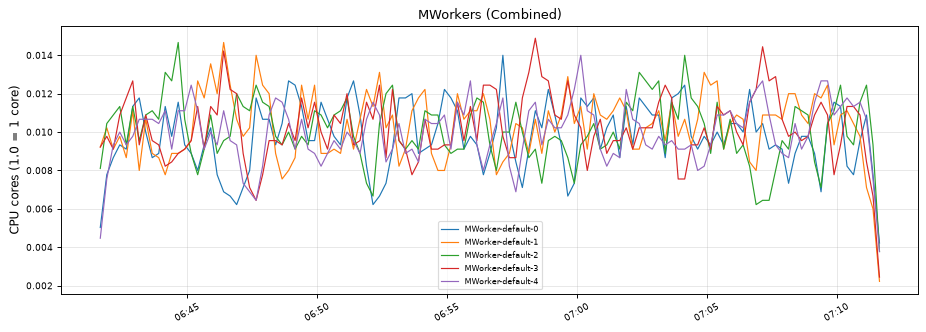 MWorkers (Combined)
CPU cores (1.0 = 1 core)
0.014
0.012
0.010
0.008
0.006
0.004
0.002
MWorker-default-0
MWorker-default-1
MWorker-default-2
MWorker-default-3
MWorker-default-4
06:45
06:50
06:55
07:00
07:05
07:10